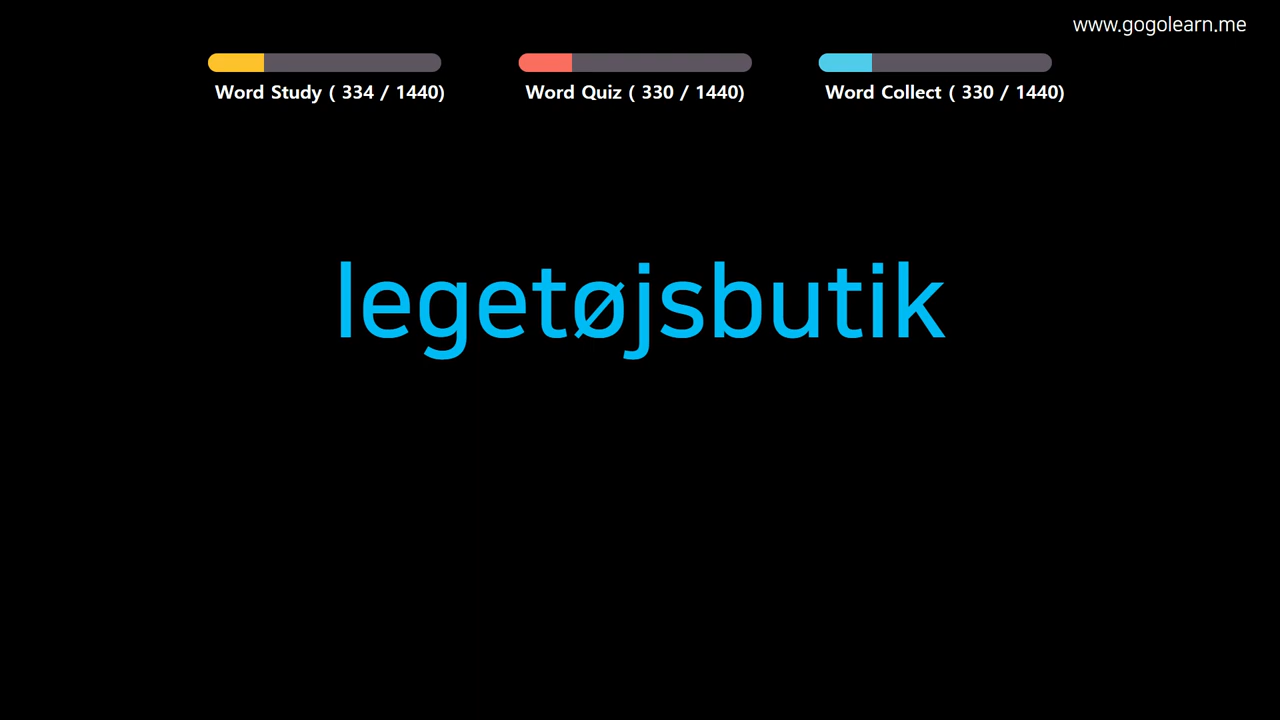 www.gogolearn.me
Word Study ( 334 / 1440)
Word Quiz ( 330 / 1440)
Word Collect ( 330 / 1440)
legetøjsbutik